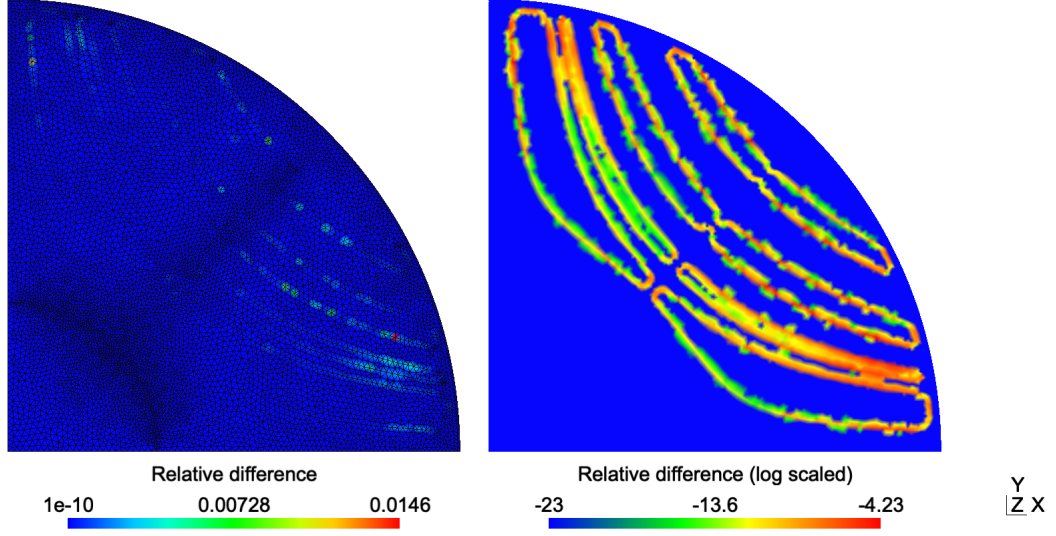 Relative difference
1e-10 0.00728 0.0146
Relative difference (log scaled)
-23 -13.6 -4.23
Y
Z X